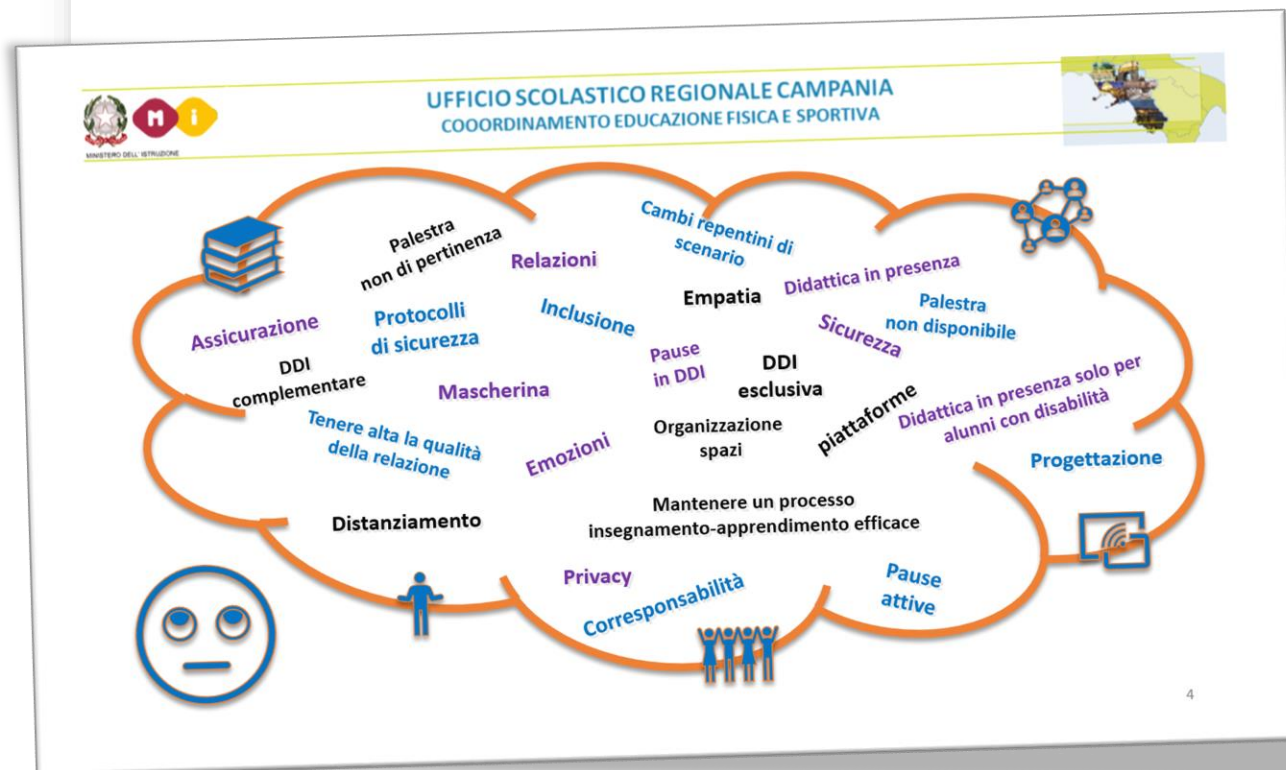 UFFICIO SCOLASTICO REGIONALE CAMPANIA
COOORDINAMENTO EDUCAZIONE FISICA E SPORTIVA
M i
MINISTERO DELL' ISTRUZIONE
Palestra
non di pertinenza
Relazioni
Cambi repentini di
scenario
Empatia
Didattica in presenza
Assicurazione
Protocolli
di sicurezza
Inclusione
Sicurezza
Palestra
non disponibile
DDI
complementare
Mascherina
Pause
in DDI
DDI
esclusiva
piattaforme
Didattica in presenza solo per
alunni con disabilità
Tenere alta la qualità
della relazione
Emozioni
Organizzazione
spazi
Progettazione
Distanziamento
Mantenere un processo
insegnamento-apprendimento efficace
Privacy
Corresponsabilità
Pause
attive
4